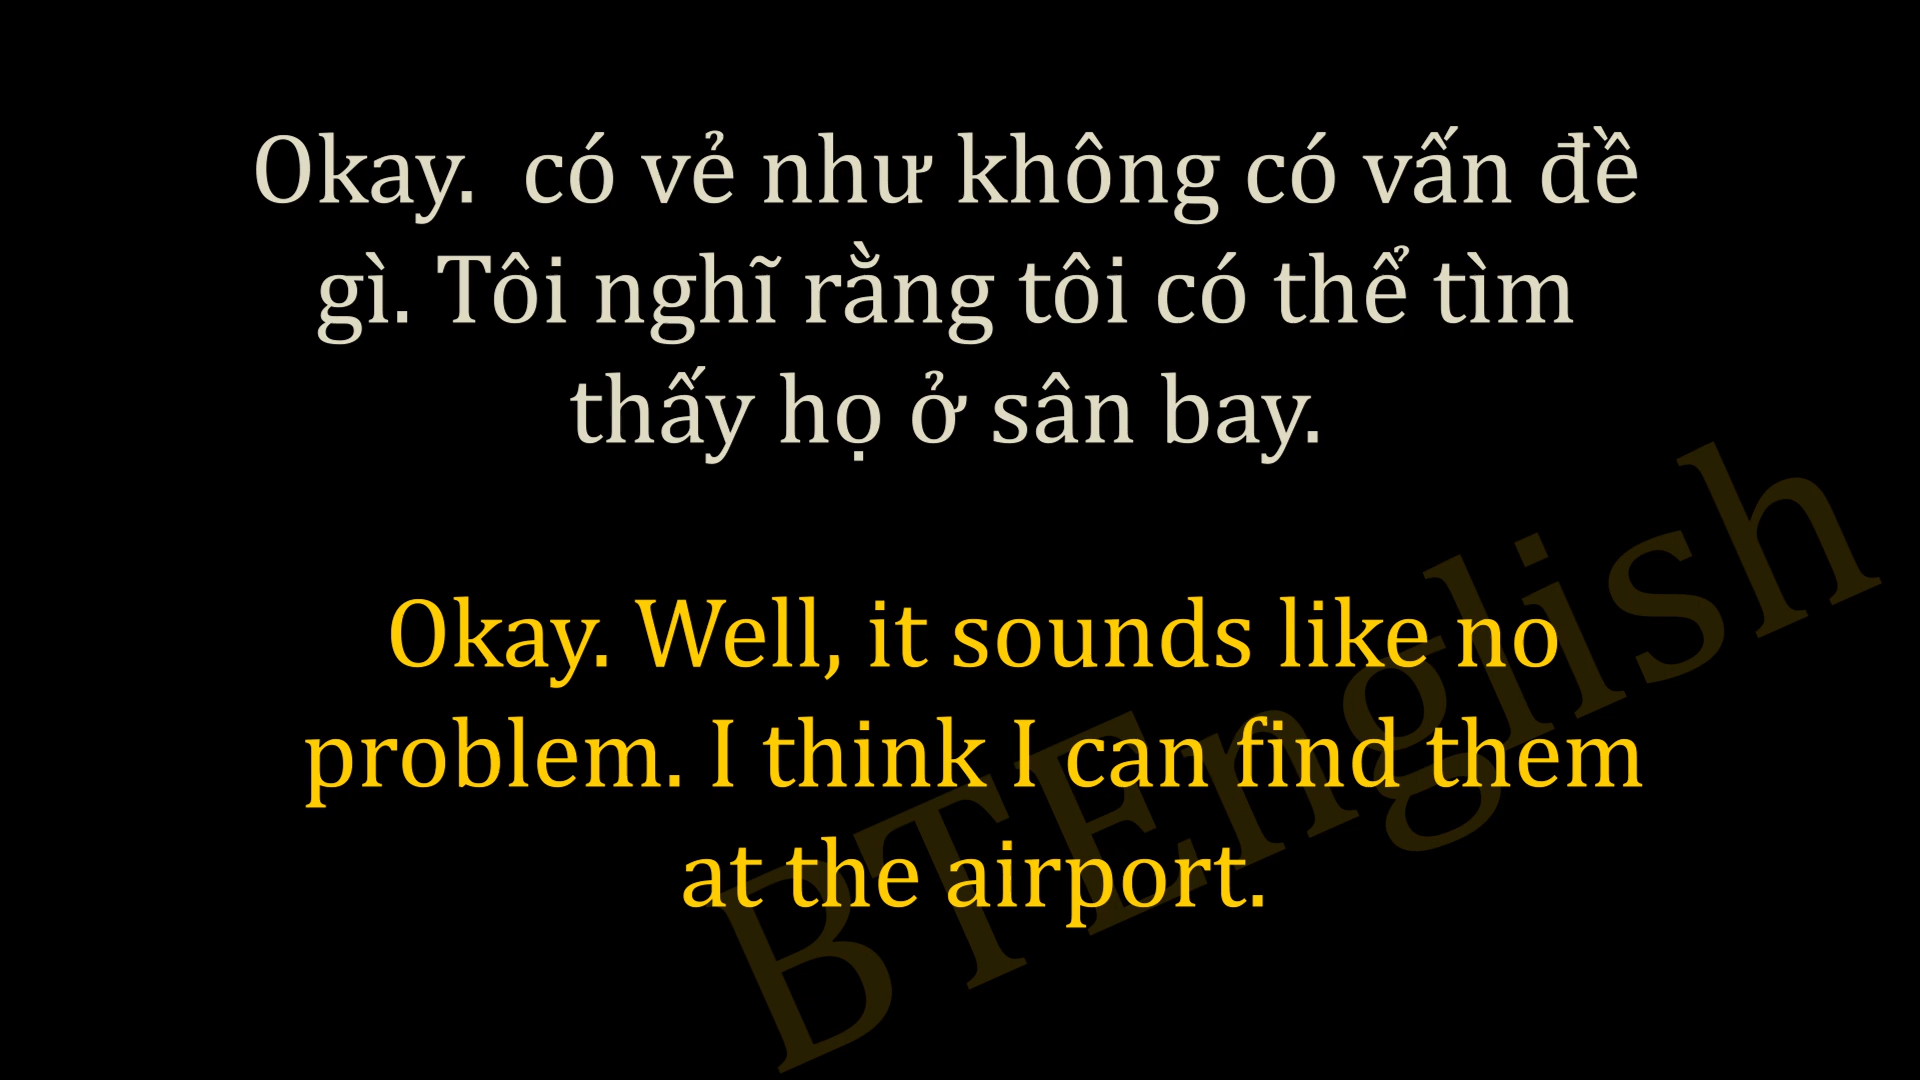 Okay.  có vẻ như không có vấn đề
gì. Tôi nghĩ rằng tôi có thể tìm
thấy họ ở sân bay.
Okay. Well, it sounds like no
problem. I think I can find them
at the airport.
BTEnglish